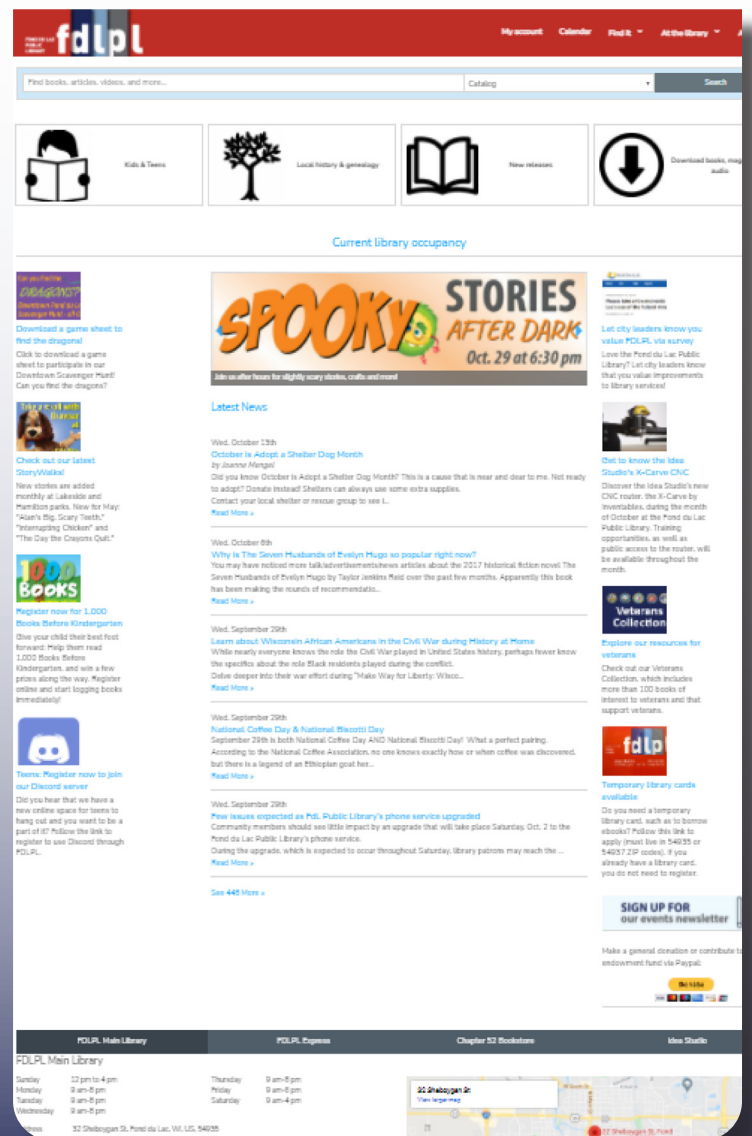 FOND DU LAC
PUBLIC
LIBRARY
fdlpl
My account Calendar Find it At the library A
Find books, articles, videos, and more...
Catalog
Search
Kids & Teens
Local history & genealogy
New releases
Download books, mag
audio
Current library occupancy
Can you Find the
DRAGONS?
Downtown Fond du Lac
Scavenger Hunt
Download a game sheet to
find the dragons!
Click to download a game
sheet to participate in our
Downtown Scavenger Hunt!
Can you find the dragons?
Take a stroll with
Check out our latest
StoryWalks!
New stories are added
monthly at Lakeside and
Hamilton parks. New for May:
"Alan's Big, Scary Teeth,"
"Interrupting Chicken" and
"The Day the Crayons Quit."
1000
BOOKS
Register now for 1,000
Books Before Kindergarten
Give your child their best foot
forward: Help them read
1,000 Books Before
Kindergarten, and win a few
prizes along the way. Register
online and start logging books
immediately!
Teens: Register now to join
our Discord server
Did you hear that we have a
new online space for teens to
hang out and you want to be a
part of it? Follow the link to
register to use Discord through
FDLPL.
SPOOKY STORIES
AFTER DARK
Oct. 29 at 6:30 pm
Join us after hours for slightly scary stories, crafts and more!
Latest News
Wed. October 13th
October is Adopt a Shelter Dog Month
by Joanne Mengel
Did you know October is Adopt a Shelter Dog Month? This is a cause that is near and dear to me. Not ready
to adopt? Donate instead! Shelters can always use some extra supplies.
Contact your local shelter or rescue group to see i...
Read More »
Wed. October 6th
Why is The Seven Husbands of Evelyn Hugo so popular right now?
You may have noticed more talk/advertisements/news articles about the 2017 historical fiction novel The
Seven Husbands of Evelyn Hugo by Taylor Jenkins Reid over the past few months. Apparently this book
has been making the rounds of recommendatio...
Read More »
Wed. September 29th
Learn about Wisconsin African Americans in the Civil War during History at Home
While nearly everyone knows the role the Civil War played in United States history, perhaps fewer know
the specifics about the role Black residents played during the conflict.
Delve deeper into their war effort during "Make Way for Liberty: Wisco...
Read More »
Wed. September 29th
National Coffee Day & National Biscotti Day
September 29th is both National Coffee Day AND National Biscotti Day! What a perfect pairing.
According to the National Coffee Association, no one knows exactly how or when coffee was discovered,
but there is a legend of an Ethiopian goat her...
Read More »
Wed. September 29th
Few issues expected as FdL Public Library's phone service upgraded
Community members should see little impact by an upgrade that will take place Saturday, Oct. 2 to the
Fond du Lac Public Library's phone service.
During the upgrade, which is expected to occur throughout Saturday, library patrons may reach the ...
Read More »
See 445 More »
Let city leaders know you
value FDLPL via survey
Love the Fond du Lac Public
Library? Let city leaders know
that you value improvements
to library services!
Get to know the Idea
Studio's X-Carve CNC
Discover the Idea Studio's new
CNC router, the X-Carve by
Inventables, during the month
of October at the Fond du Lac
Public Library. Training
opportunities, as well as
public access to the router, will
be available throughout the
month.
Veterans
Collection
Explore our resources for
veterans
Check out our Veterans
Collection, which includes
more than 100 books of
interest to veterans and that
support veterans.
fdlpl
Temporary library cards
available
Do you need a temporary
library card, such as to borrow
ebooks? Follow this link to
apply (must live in 54935 or
54937 ZIP codes). If you
already have a library card,
you do not need to register.
SIGN UP FOR
our events newsletter
Make a general donation or contribute to
endowment fund via Paypal:
Donate
FDLPL Main Library FDLPL Express Chapter 52 Bookstore Idea Studio
FDLPL Main Library
Sunday 12 pm to 4 pm Thursday 9 am-8 pm
Monday 9 am-8 pm Friday 9 am-6 pm
Tuesday 9 am-8 pm Saturday 9 am-4 pm
Wednesday 9 am-8 pm
32 Sheboygan St, Fond du Lac, WI, US, 54935
32 Sheboygan St
View larger map
32 Sheboygan St, Fond